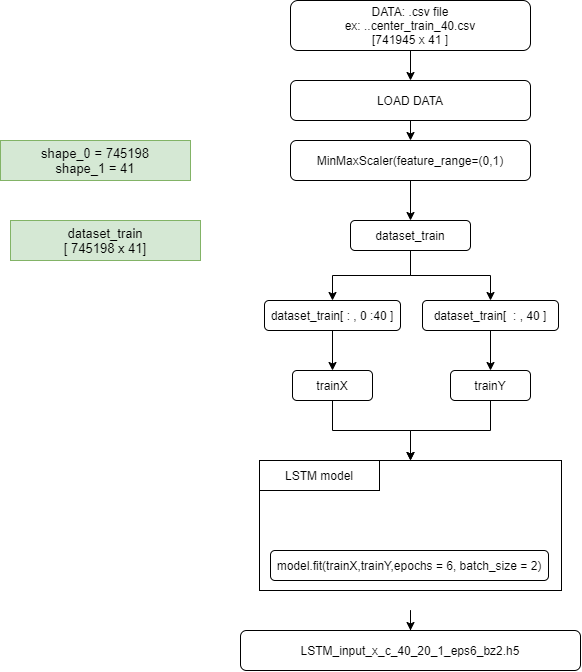 DATA: .csv file
ex: ..center_train_40.csv
[741945 x 41 ]
LOAD DATA
shape_0 = 745198
shape_1 = 41
MinMaxScaler(feature_range=(0,1)
dataset_train
[ 745198 x 41]
dataset_train
dataset_train[ : , 0 :40 ]
dataset_train[  : , 40 ]
trainX
trainY
LSTM model
model.fit(trainX,trainY,epochs = 6, batch_size = 2)
LSTM_input_x_c_40_20_1_eps6_bz2.h5